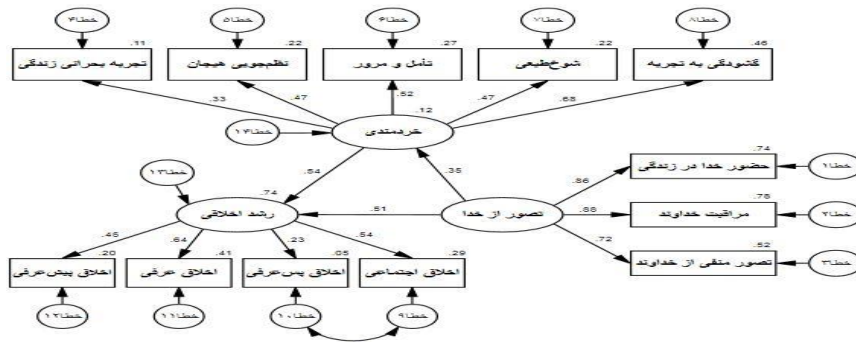 خطا۸ خطا۷ خطا۶ خطا۵ خطا۴
.46 .22 .27 .22 .11
گشودگی به تجربه شوخ‌طبعی تأمل و مرور نظم‌جویی هیجان تجربه بحرانی زندگی
.68 .47 .52 .47 .33
.12
خردمندی
خطا۱۴
.74
حضور خدا در زندگی خطا۱
.54 .35 .86
خطا۱۳
.74 .78
تصور از خدا رشد اخلاقی
.51 .88
مراقبت خداوند خطا۲
.72 .52
تصور منفی از خداوند خطا۳
.54 .23 .64 .45
.29 .05 .41 .20
اخلاق اجتماعی اخلاق پس‌عرفی اخلاق عرفی اخلاق پیش‌عرفی
خطا۹ خطا۱۰ خطا۱۱ خطا۱۲